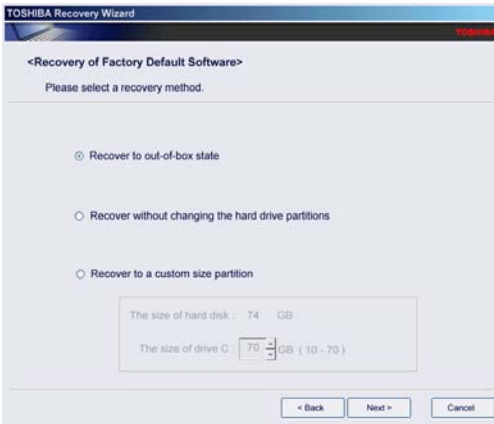 TOSHIBA Recovery Wizard
TOSHIBA
<Recovery of Factory Default Software>
Please select a recovery method.
Recover to out-of-box state
Recover without changing the hard drive partitions
Recover to a custom size partition
The size of hard disk : 74 GB
The size of drive C : 70 GB ( 10 - 70 )
< Back Next > Cancel